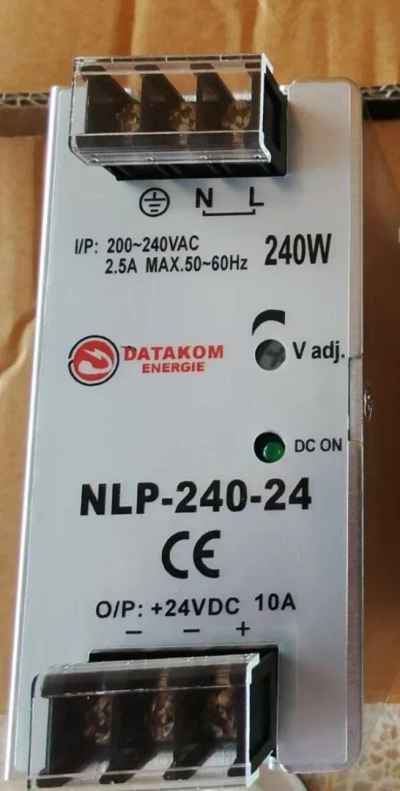 N L
I/P: 200~240VAC 240W
2.5A MAX.50~60Hz
DATAKOM V adj.
ENERGIE
DC ON
NLP-240-24
CE
O/P: +24VDC 10A
− − +